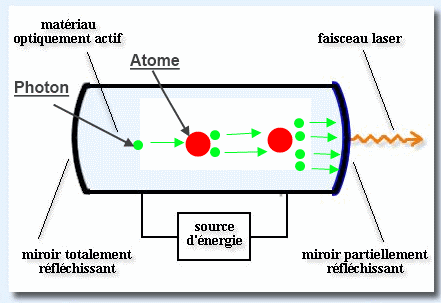 matériau
optiquement actif
faisceau laser
Atome
Photon
source
d'énergie
miroir totalement
réfléchissant
miroir partiellement
réfléchissant